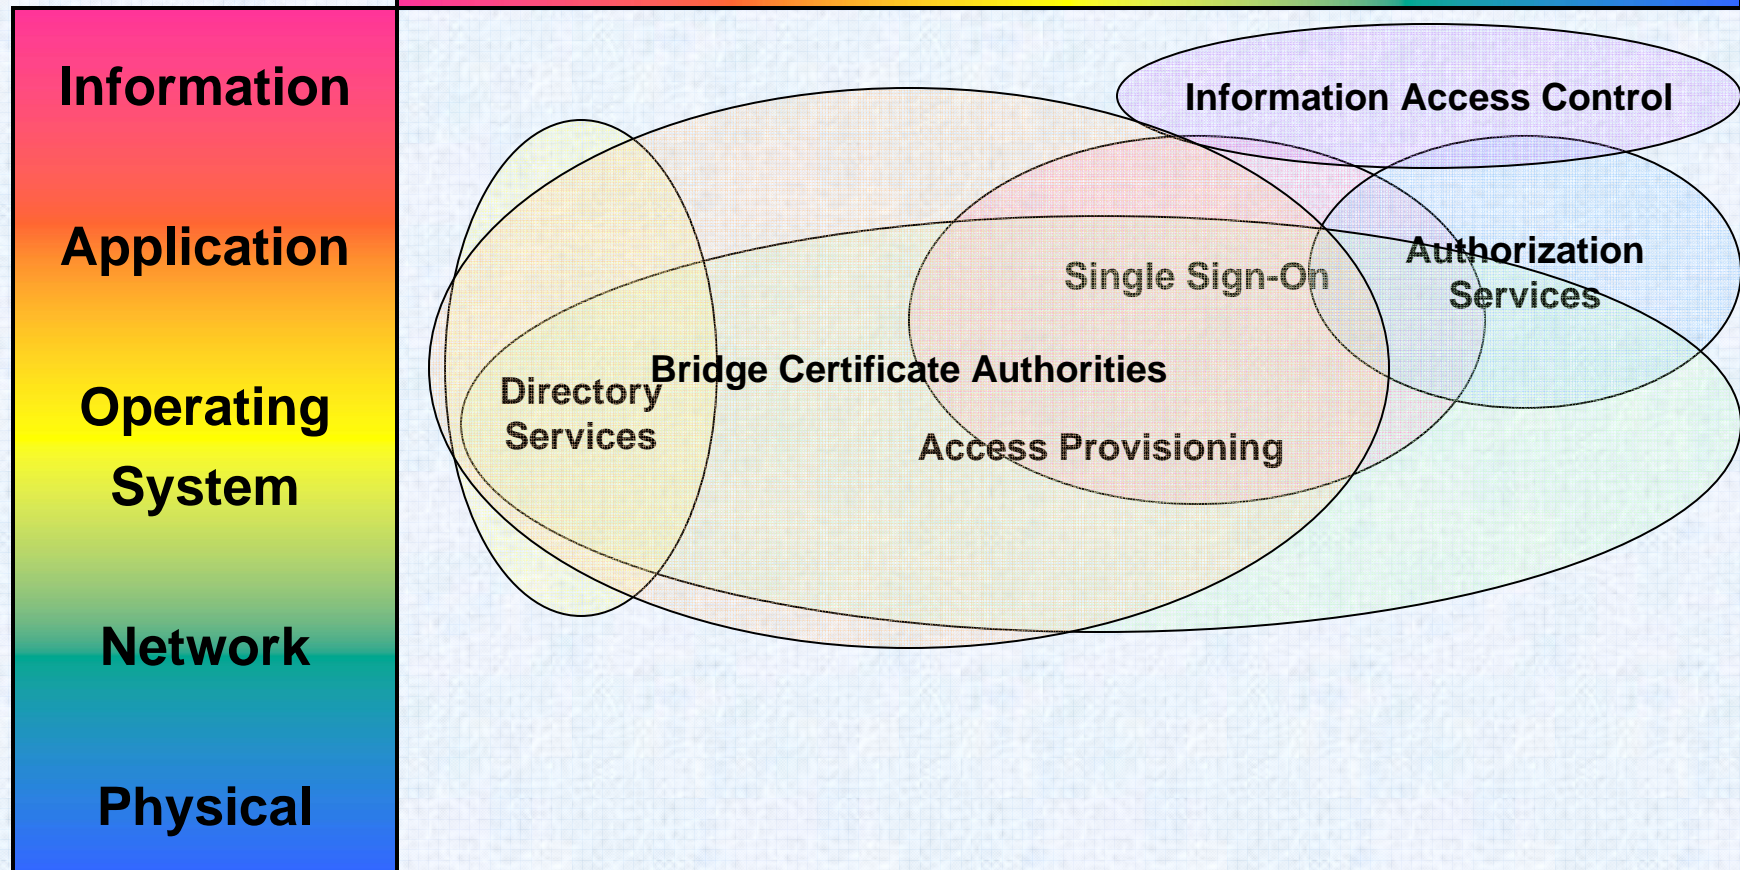 Information
Application
Operating
System
Network
Physical
Information Access Control
Authorization
Services
Single Sign-On
Bridge Certificate Authorities
Directory
Services
Access Provisioning